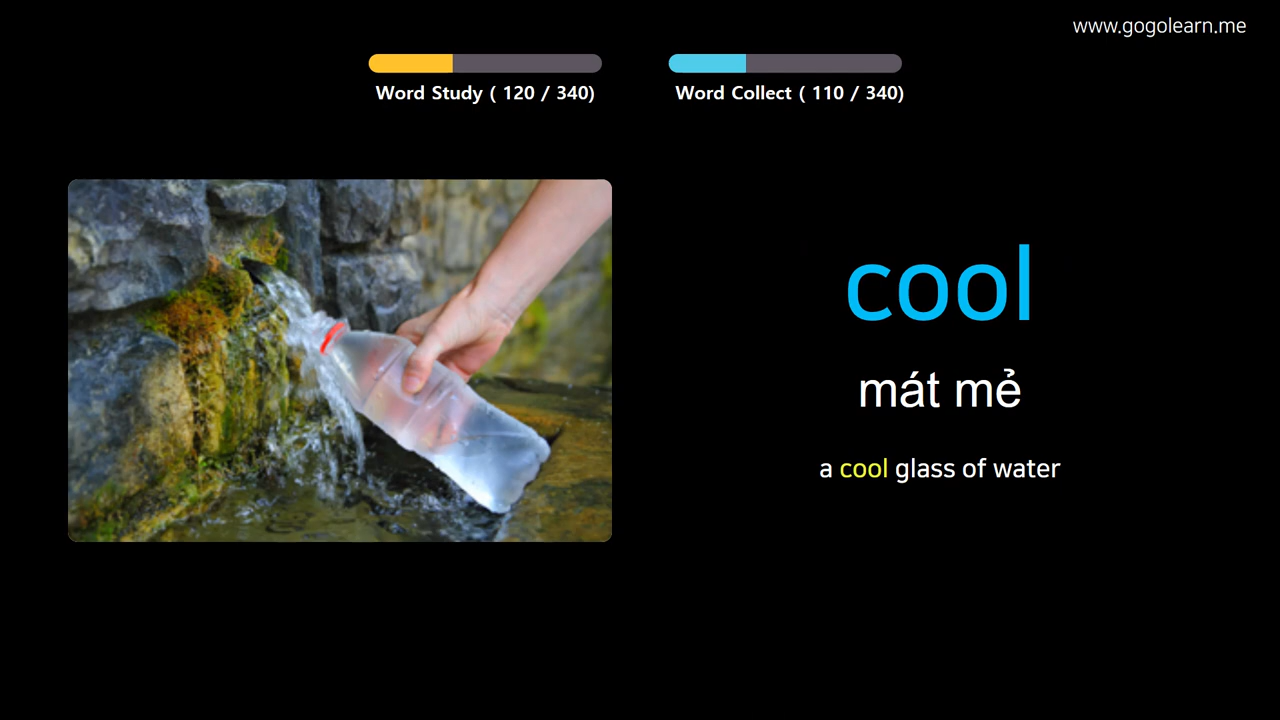 www.gogolearn.me
Word Study ( 120 / 340)
Word Collect ( 110 / 340)
cool
mát mẻ
a cool glass of water